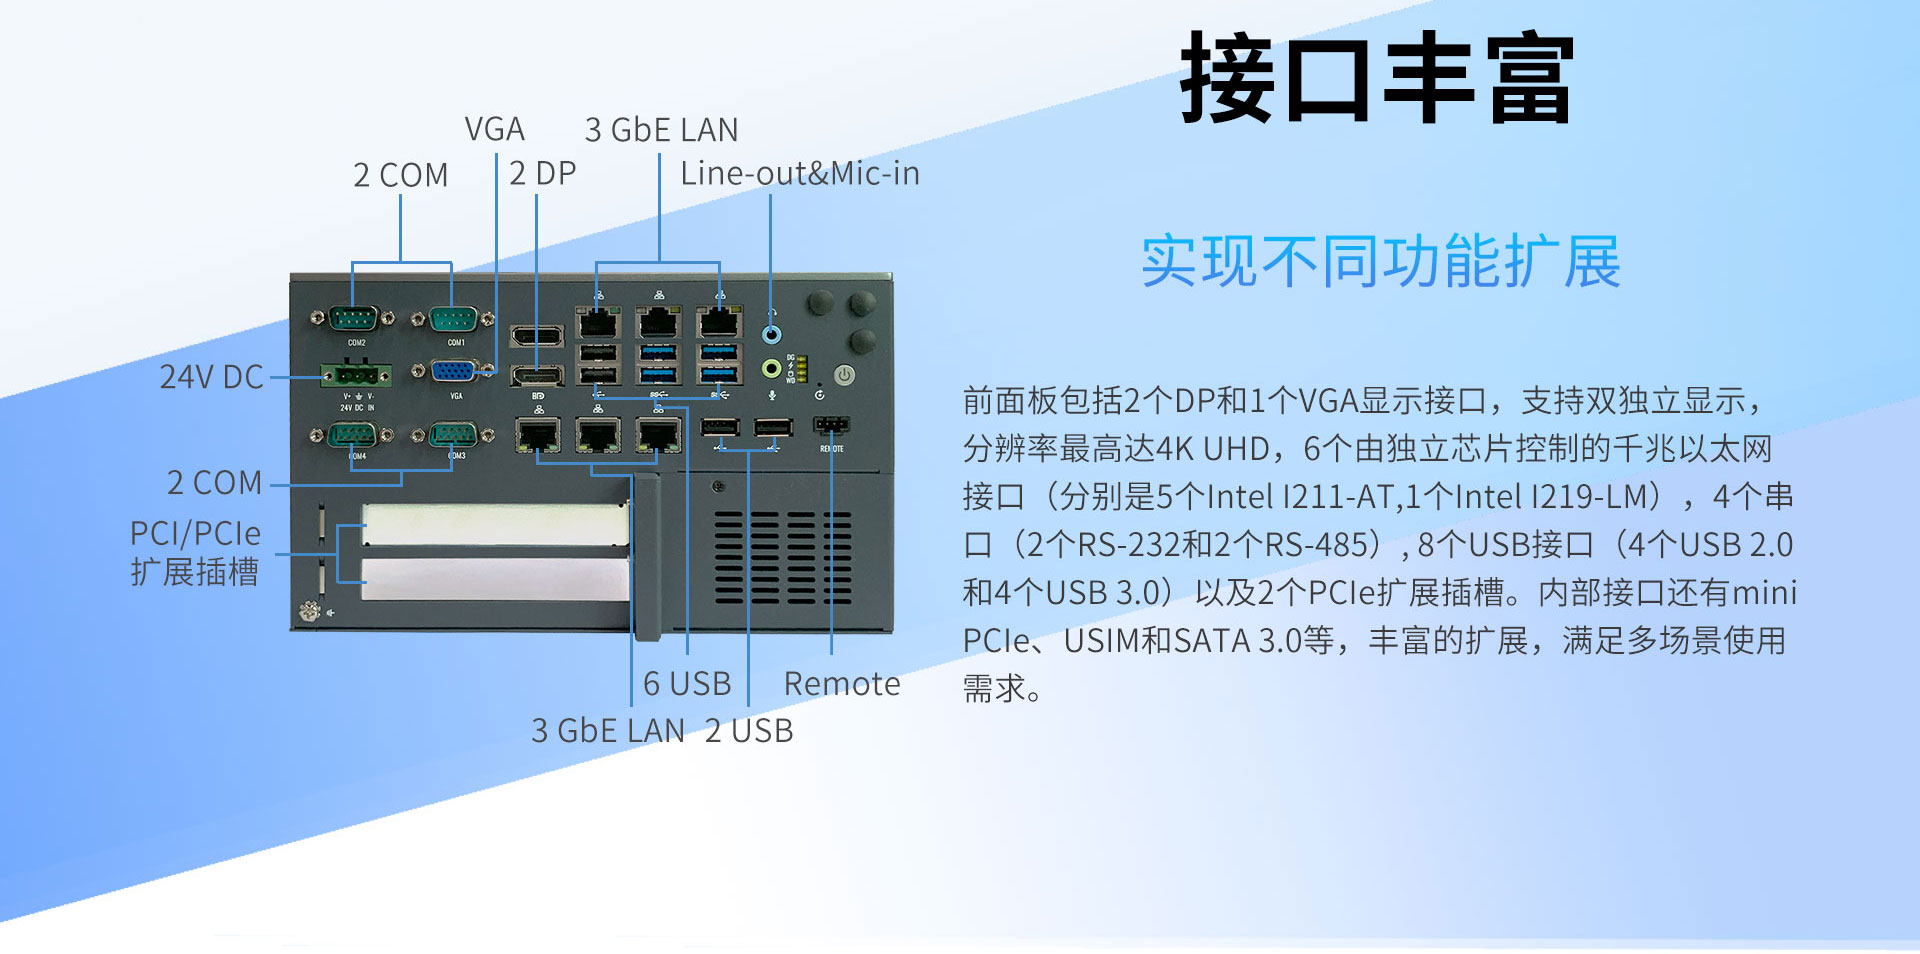 接口丰富
实现不同功能扩展
VGA
3 GbE LAN
2 COM
2 DP
Line-out&Mic-in
24V DC
2 COM
PCI/PCIe
扩展插槽
6 USB
Remote
3 GbE LAN
2 USB
COM2
COM1
V+ V-
24V DC IN
VGA
COM4
COM3
DG
WD
REMOTE
前面板包括2个DP和1个VGA显示接口，支持双独立显示，
分辨率最高达4K UHD，6个由独立芯片控制的千兆以太网
接口（分别是5个Intel I211-AT,1个Intel I219-LM），4个串
口（2个RS-232和2个RS-485）, 8个USB接口（4个USB 2.0
和4个USB 3.0）以及2个PCIe扩展插槽。内部接口还有mini
PCIe、USIM和SATA 3.0等，丰富的扩展，满足多场景使用
需求。